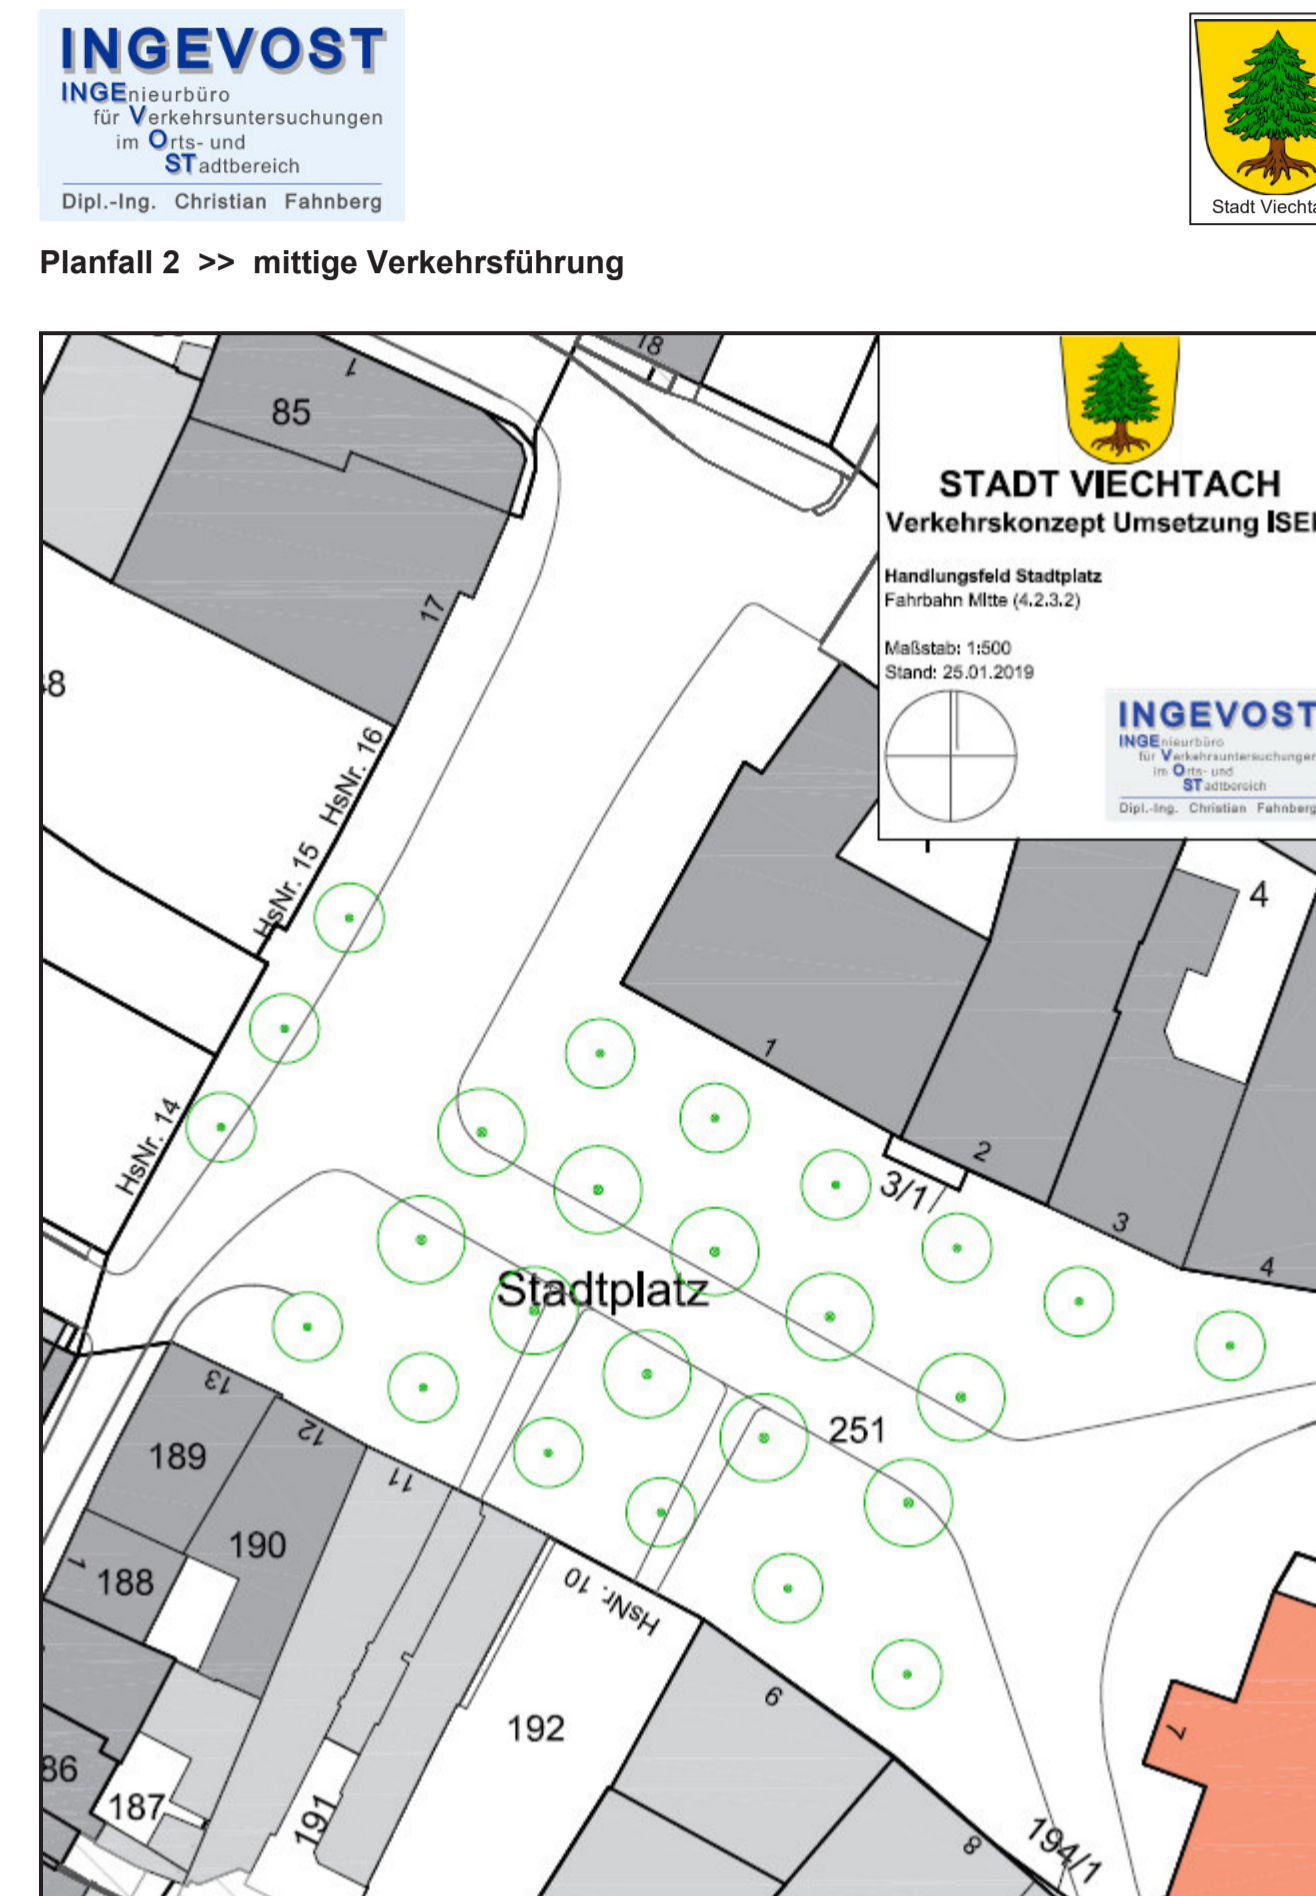 INGEVOST
INGEnieurbüro
für Verkehrsuntersuchungen
im Orts- und
STadtbereich
Dipl.-Ing. Christian Fahnberg
Stadt Viechta
Planfall 2 >> mittige Verkehrsführung
18
1
85
STADT VIECHTACH
Verkehrskonzept Umsetzung ISE
Handlungsfeld Stadtplatz
Fahrbahn Mitte (4.2.3.2)
Maßstab: 1:500
Stand: 25.01.2019
INGEVOST
INGEnieurbüro
für Verkehrsuntersuchungen
im Orts- und
STadtbereich
Dipl.-Ing. Christian Fahnberg
17
8
HsNr. 16
HsNr. 15
4
HsNr. 14
1
2
3/1
3
4
Stadtplatz
251
13
12
11
189
190
1
188
HsNr. 10
9
192
7
86
187
191
8
194/1